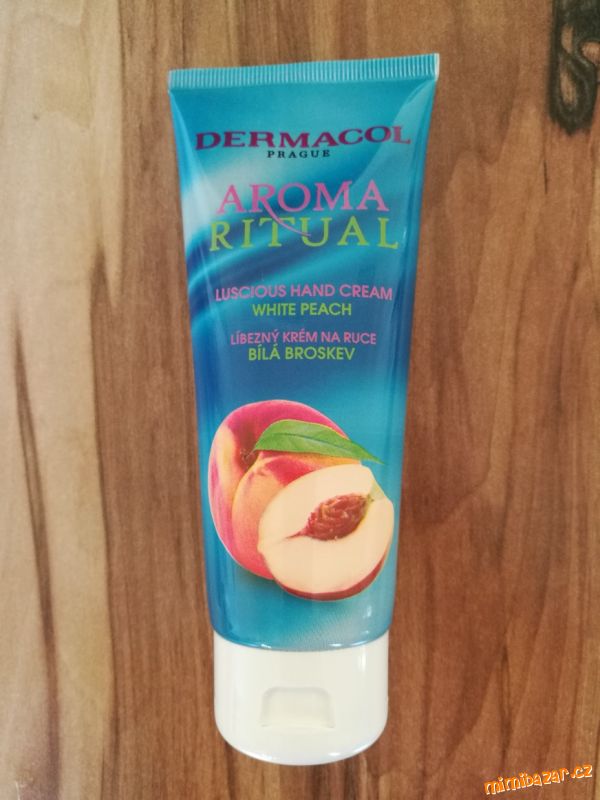 DERMACOL
PRAGUE
AROMA
RITUAL
LUSCIOUS HAND CREAM
WHITE PEACH
LÍBEZNÝ KRÉM NA RUCE
BÍLÁ BROSKEV
mimibazar.cz